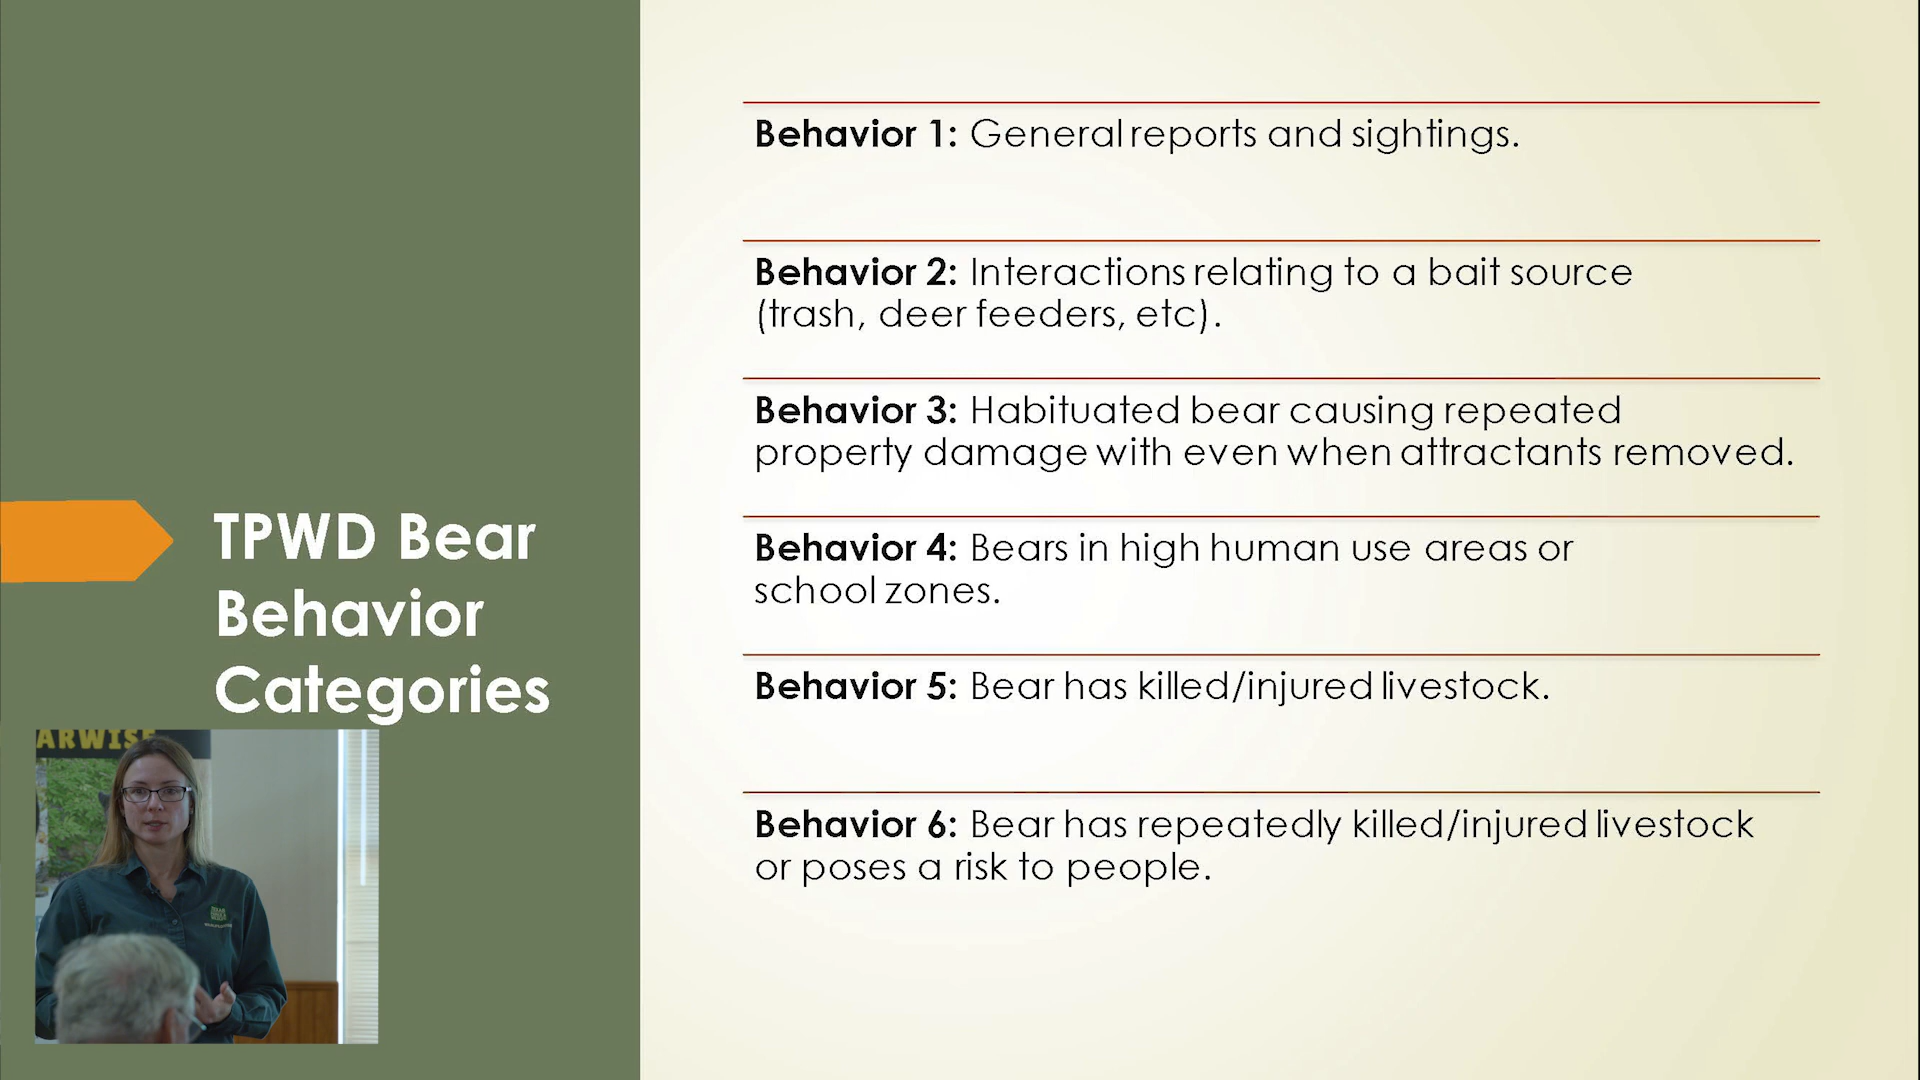 TPWD Bear
Behavior
Categories
Behavior 1: General reports and sightings.
Behavior 2: Interactions relating to a bait source
(trash, deer feeders, etc).
Behavior 3: Habituated bear causing repeated
property damage with even when attractants removed.
Behavior 4: Bears in high human use areas or
school zones.
Behavior 5: Bear has killed/injured livestock.
Behavior 6: Bear has repeatedly killed/injured livestock
or poses a risk to people.
ARWISE